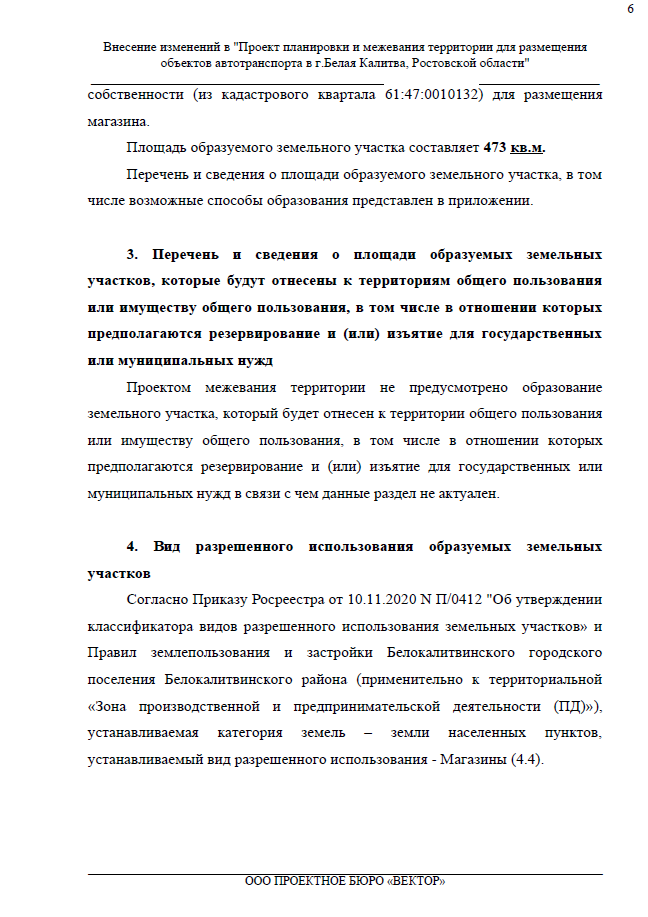 6
Внесение изменений в "Проект планировки и межевания территории для размещения
объектов автотранспорта в г.Белая Калитва, Ростовской области"
собственности (из кадастрового квартала 61:47:0010132) для размещения
магазина.
Площадь образуемого земельного участка составляет 473 кв.м.
Перечень и сведения о площади образуемого земельного участка, в том
числе возможные способы образования представлен в приложении.
3. Перечень и сведения о площади образуемых земельных
участков, которые будут отнесены к территориям общего пользования
или имуществу общего пользования, в том числе в отношении которых
предполагаются резервирование и (или) изъятие для государственных
или муниципальных нужд
Проектом межевания территории не предусмотрено образование
земельного участка, который будет отнесен к территории общего пользования
или имуществу общего пользования, в том числе в отношении которых
предполагаются резервирование и (или) изъятие для государственных или
муниципальных нужд в связи с чем данные раздел не актуален.
4. Вид разрешенного использования образуемых земельных
участков
Согласно Приказу Росреестра от 10.11.2020 N П/0412 "Об утверждении
классификатора видов разрешенного использования земельных участков» и
Правил землепользования и застройки Белокалитвинского городского
поселения Белокалитвинского района (применительно к территориальной
«Зона производственной и предпринимательской деятельности (ПД)»),
устанавливаемая категория земель – земли населенных пунктов,
устанавливаемый вид разрешенного использования - Магазины (4.4).
ООО ПРОЕКТНОЕ БЮРО «ВЕКТОР»